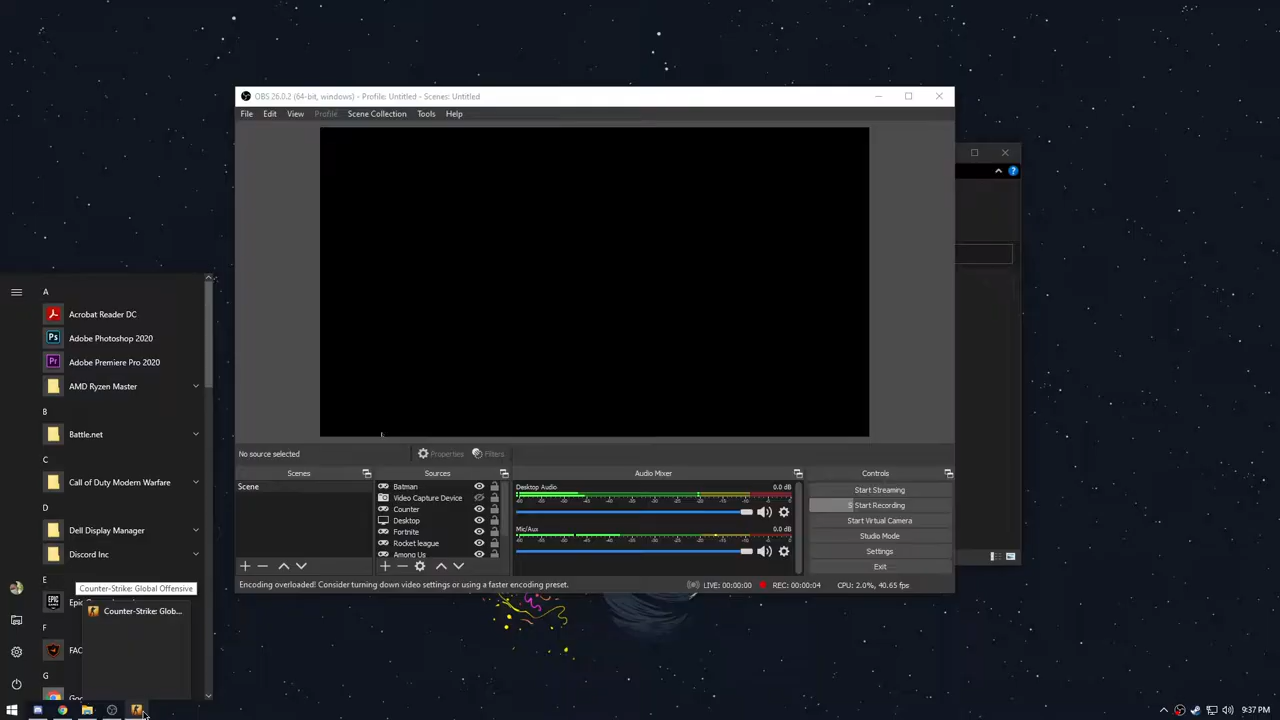 OBS 26.0.2 (64-bit, windows) - Profile: Untitled - Scenes: Untitled
File Edit View Profile Scene Collection Tools Help
No source selected
Properties
Filters
Scenes
Scene
Sources
Batman
Video Capture Device
Counter
Desktop
Fortnite
Rocket league
Among Us
Audio Mixer
Desktop Audio 0.0 dB
Mic/Aux 0.0 dB
Controls
Start Streaming
Start Recording
Start Virtual Camera
Studio Mode
Settings
Exit
Encoding overloaded! Consider turning down video settings or using a faster encoding preset.
LIVE: 00:00:00
REC: 00:00:04
CPU: 2.0%, 40.65 fps
A
Acrobat Reader DC
Adobe Photoshop 2020
Adobe Premiere Pro 2020
AMD Ryzen Master
B
Battle.net
C
Call of Duty Modern Warfare
D
Dell Display Manager
Discord Inc
E
Counter-Strike: Global Offensive
Counter-Strike: Glob...
F
G
9:37 PM